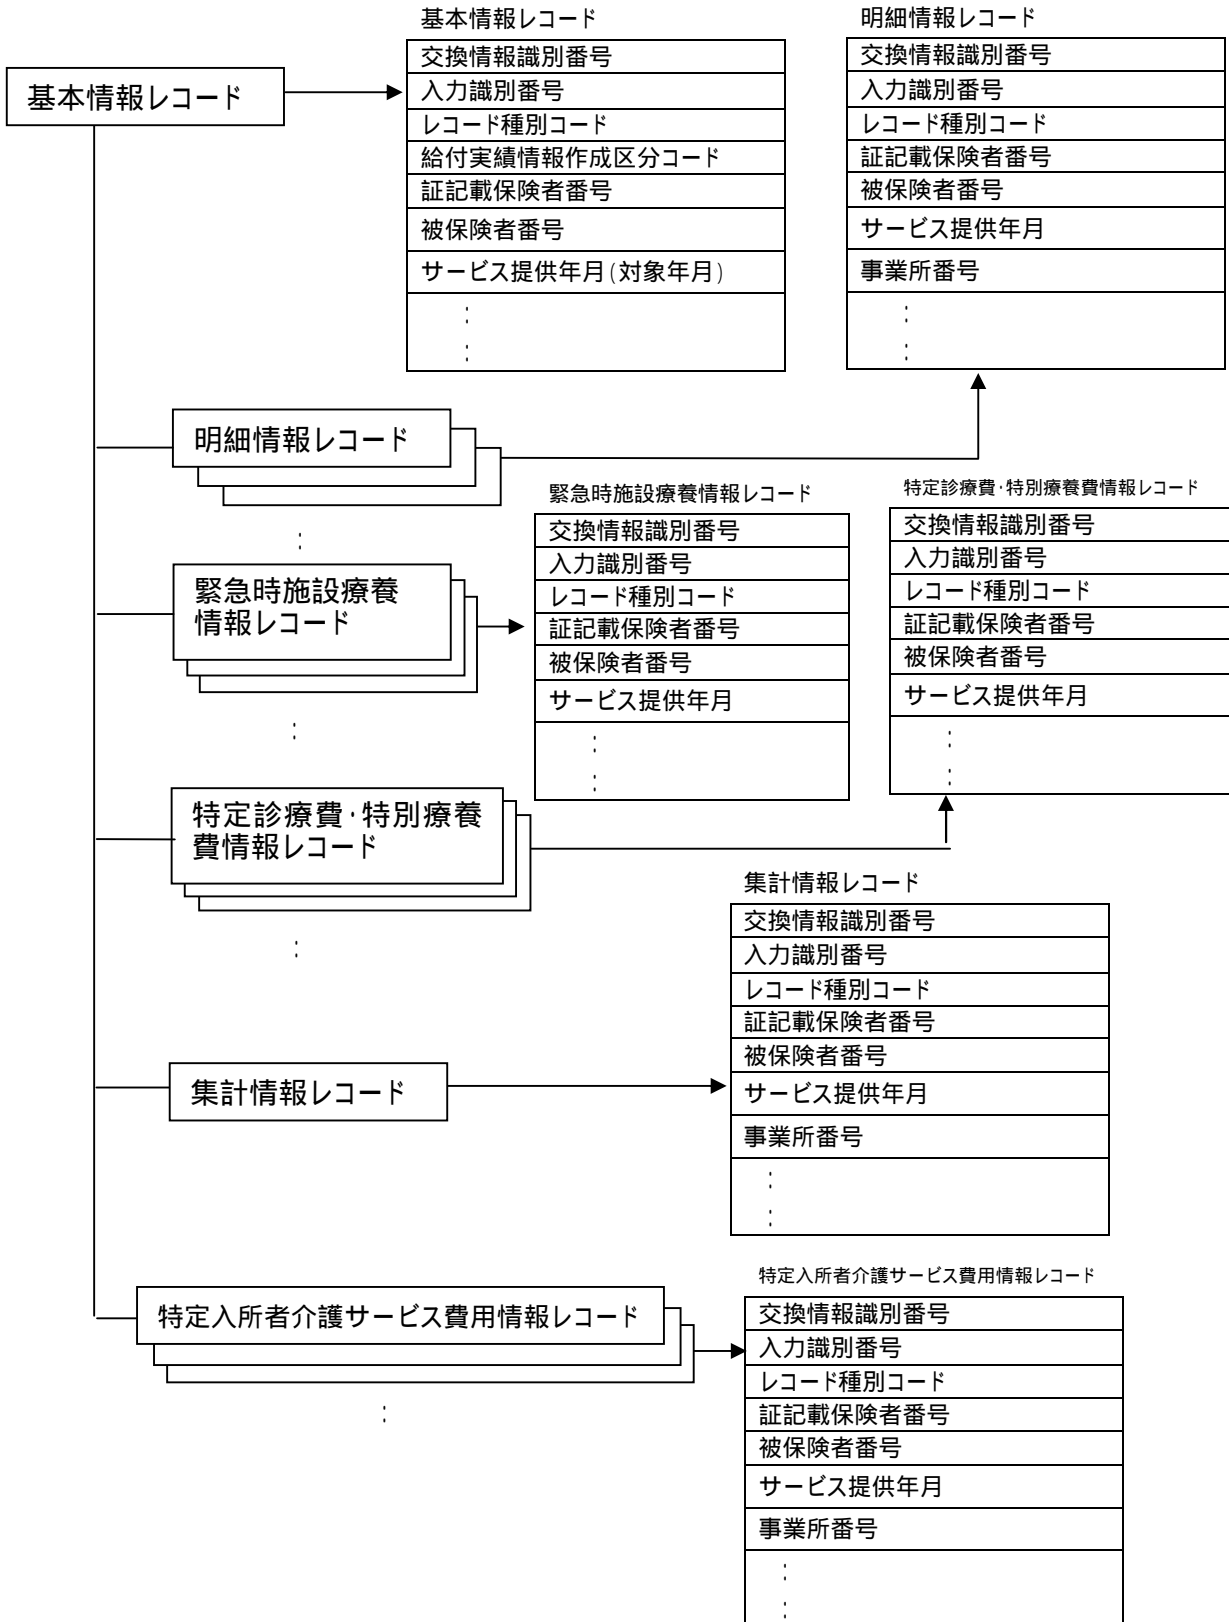 基本情報レコード
基本情報レコード
交換情報識別番号
入力識別番号
レコード種別コード
給付実績情報作成区分コード
証記載保険者番号
被保険者番号
サービス提供年月(対象年月)
:
:
明細情報レコード
交換情報識別番号
入力識別番号
レコード種別コード
証記載保険者番号
被保険者番号
サービス提供年月
事業所番号
:
:
明細情報レコード
:
緊急時施設療養
情報レコード
:
緊急時施設療養情報レコード
交換情報識別番号
入力識別番号
レコード種別コード
証記載保険者番号
被保険者番号
サービス提供年月
:
:
特定診療費・特別療養費情報レコード
交換情報識別番号
入力識別番号
レコード種別コード
証記載保険者番号
被保険者番号
サービス提供年月
:
:
特定診療費・特別療養
費情報レコード
:
集計情報レコード
集計情報レコード
交換情報識別番号
入力識別番号
レコード種別コード
証記載保険者番号
被保険者番号
サービス提供年月
事業所番号
:
:
特定入所者介護サービス費用情報レコード
:
特定入所者介護サービス費用情報レコード
交換情報識別番号
入力識別番号
レコード種別コード
証記載保険者番号
被保険者番号
サービス提供年月
事業所番号
:
: